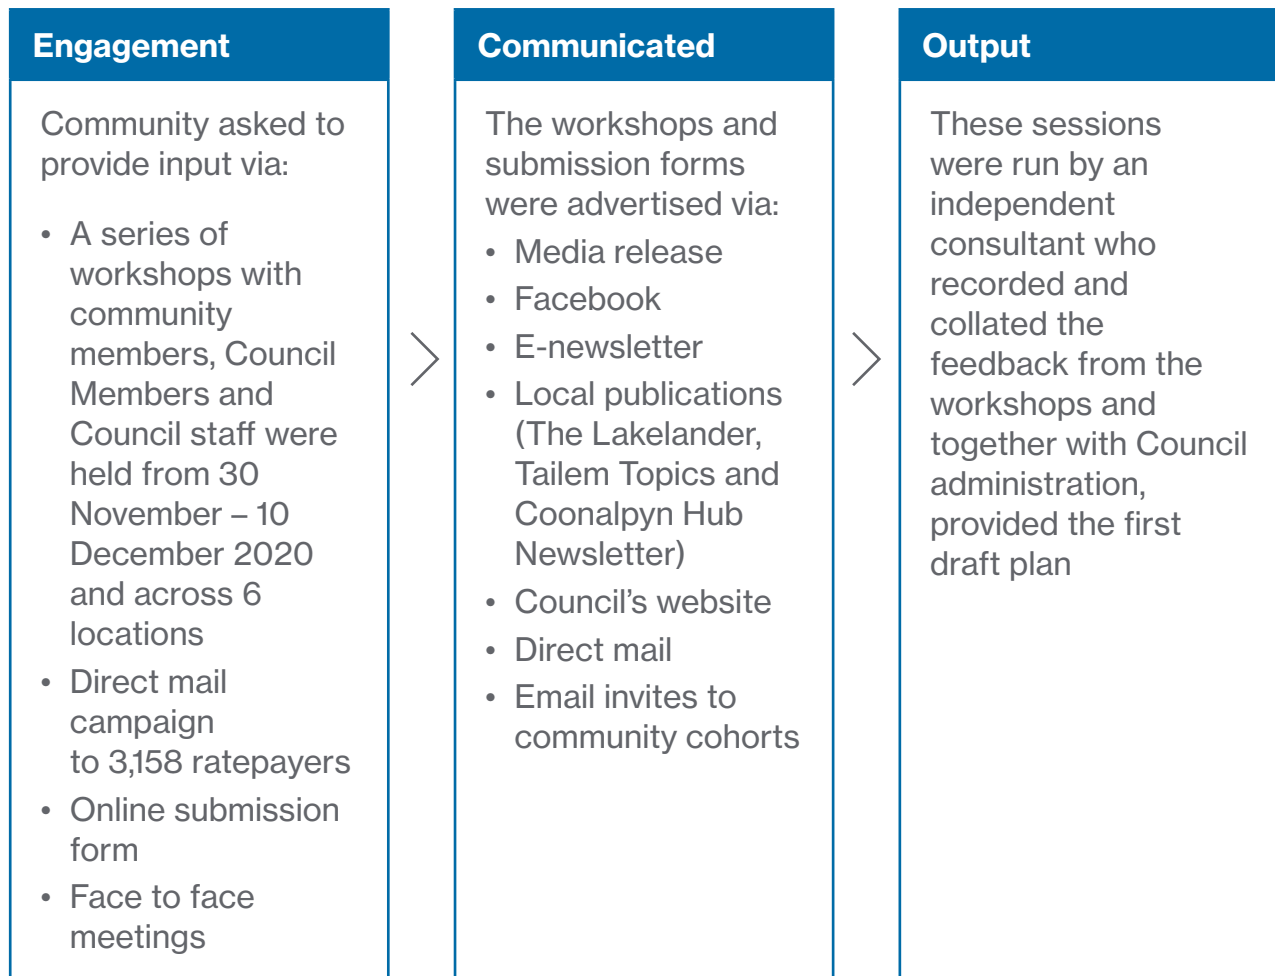 Engagement
Community asked to
provide input via:
• A series of
workshops with
community
members, Council
Members and
Council staff were
held from 30
November – 10
December 2020
and across 6
locations
• Direct mail
campaign
to 3,158 ratepayers
• Online submission
form
• Face to face
meetings
Communicated
The workshops and
submission forms
were advertised via:
• Media release
• Facebook
• E-newsletter
• Local publications
(The Lakelander,
Tailem Topics and
Coonalpyn Hub
Newsletter)
• Council’s website
• Direct mail
• Email invites to
community cohorts
Output
These sessions
were run by an
independent
consultant who
recorded and
collated the
feedback from the
workshops and
together with Council
administration,
provided the first
draft plan